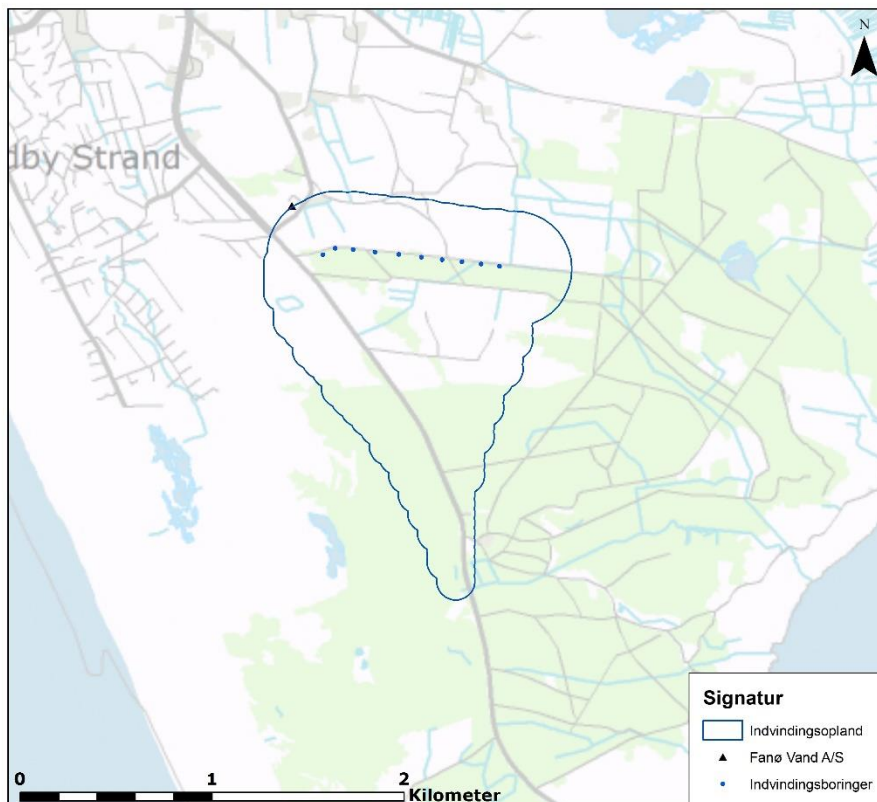 N
dby Strand
Signatur
Indvindingsopland
Fanø Vand A/S
Indvindingsboringer
0 1 2
Kilometer